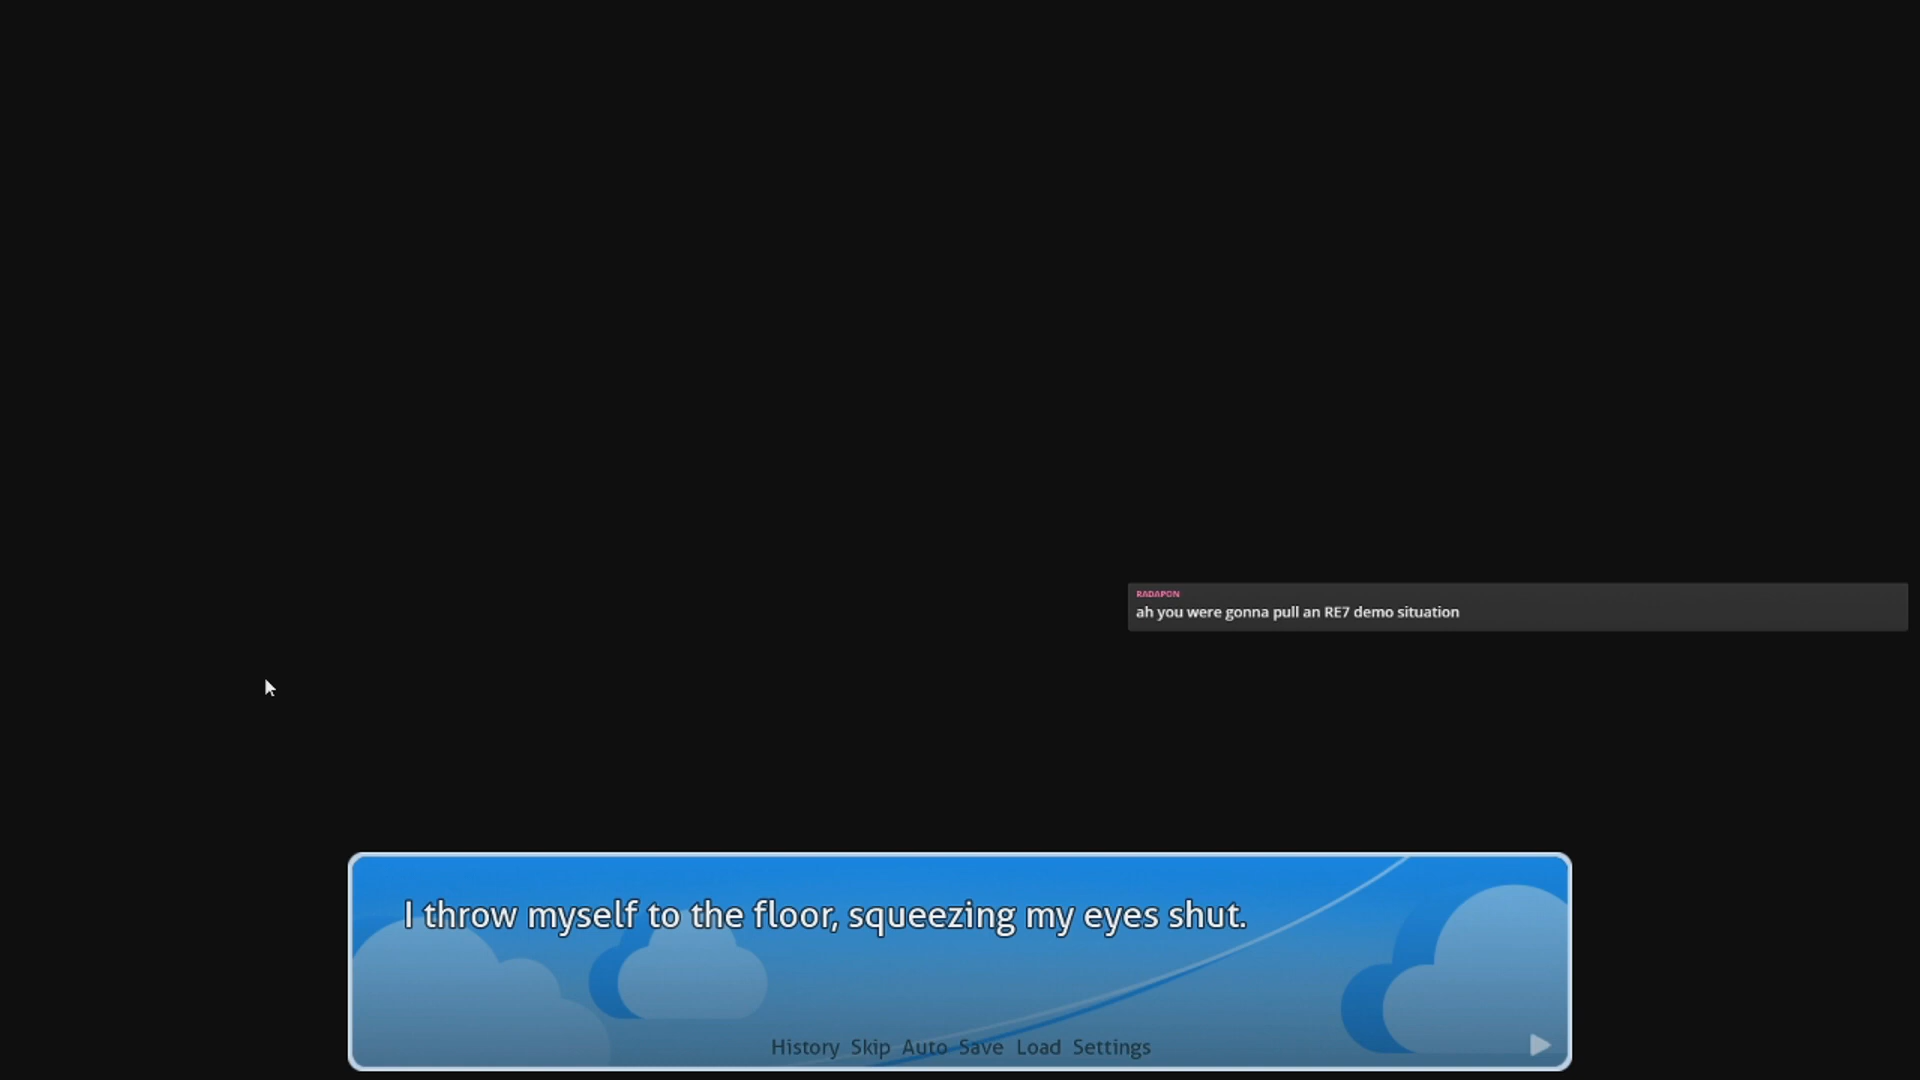 RADAPON
ah you were gonna pull an RE7 demo situation
I throw myself to the floor, squeezing my eyes shut.
History Skip Auto Save Load Settings